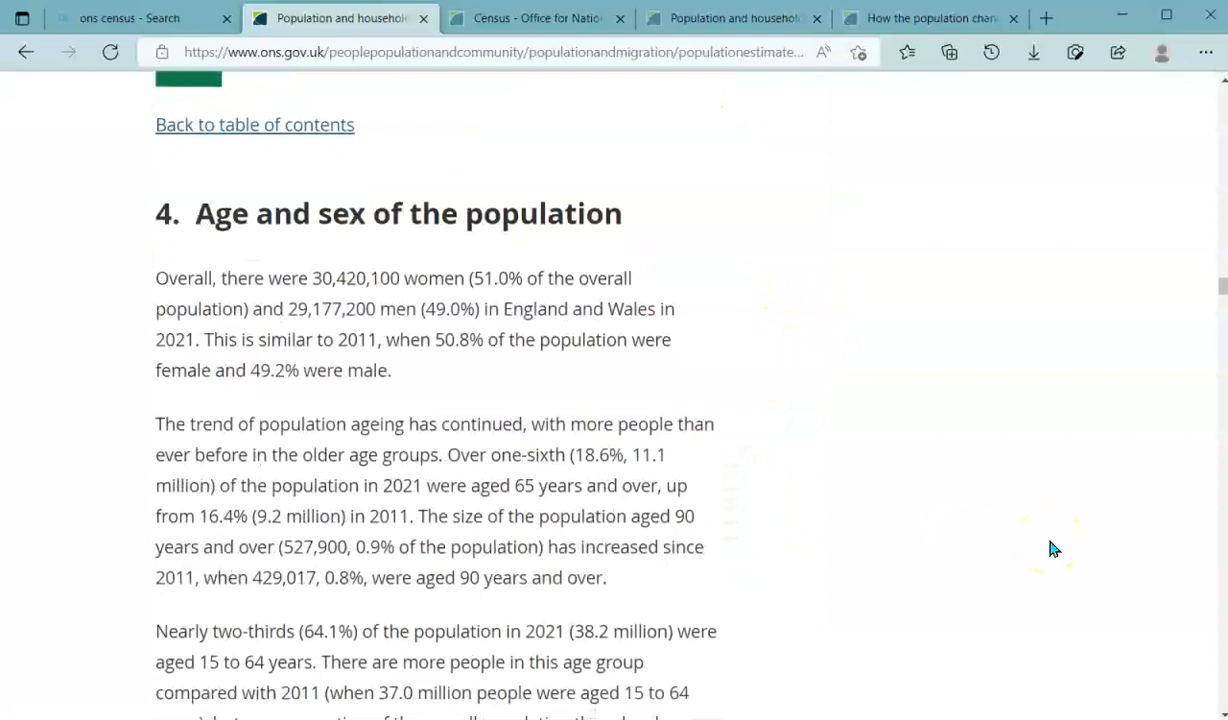 ons census - Search
Population and househol
Census - Office for Natio
Population and househol
How the population chan
https://www.ons.gov.uk/peoplepopulationandcommunity/populationandmigration/populationestimate...
Back to table of contents
4. Age and sex of the population
Overall, there were 30,420,100 women (51.0% of the overall
population) and 29,177,200 men (49.0%) in England and Wales in
2021. This is similar to 2011, when 50.8% of the population were
female and 49.2% were male.
The trend of population ageing has continued, with more people than
ever before in the older age groups. Over one-sixth (18.6%, 11.1
million) of the population in 2021 were aged 65 years and over, up
from 16.4% (9.2 million) in 2011. The size of the population aged 90
years and over (527,900, 0.9% of the population) has increased since
2011, when 429,017, 0.8%, were aged 90 years and over.
Nearly two-thirds (64.1%) of the population in 2021 (38.2 million) were
aged 15 to 64 years. There are more people in this age group
compared with 2011 (when 37.0 million people were aged 15 to 64